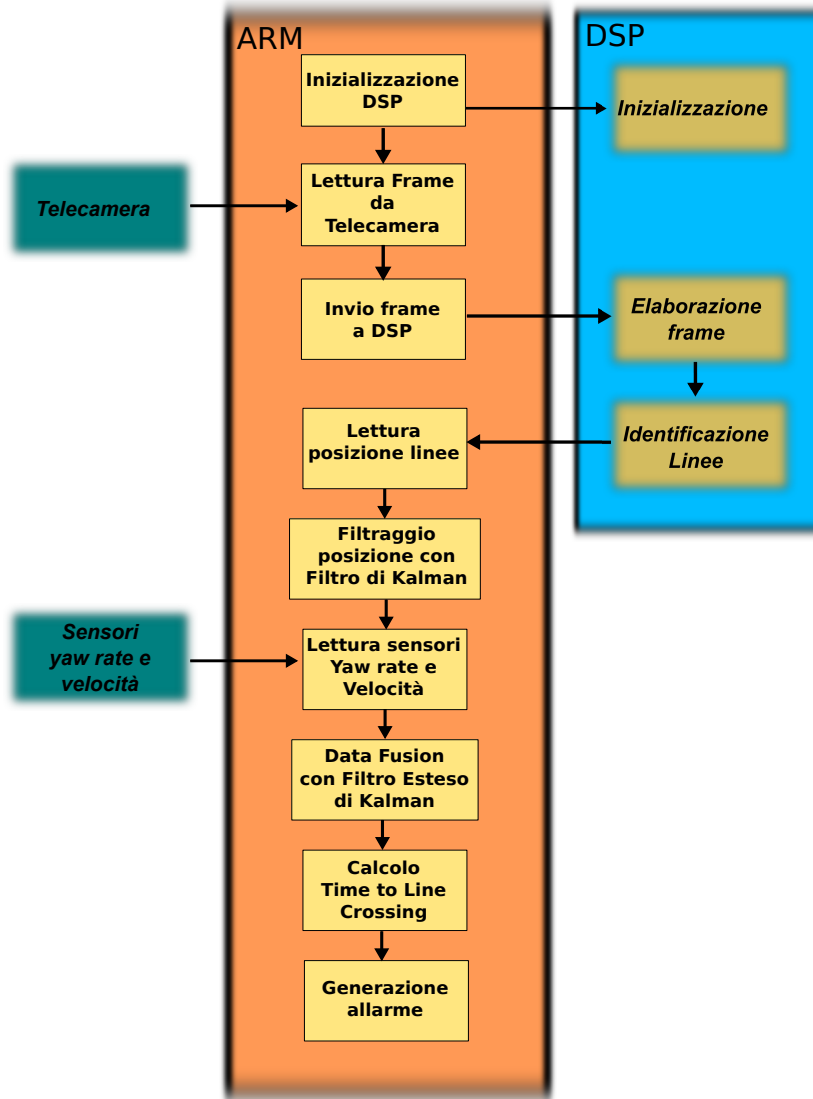 ARM
DSP
Inizializzazione
DSP
Inizializzazione
Telecamera
Lettura Frame
da
Telecamera
Invio frame
a DSP
Elaborazione
frame
Identificazione
Linee
Lettura
posizione linee
Filtraggio
posizione con
Filtro di Kalman
Sensori
yaw rate e
velocità
Lettura sensori
Yaw rate e
Velocità
Data Fusion
con Filtro Esteso
di Kalman
Calcolo
Time to Line
Crossing
Generazione
allarme